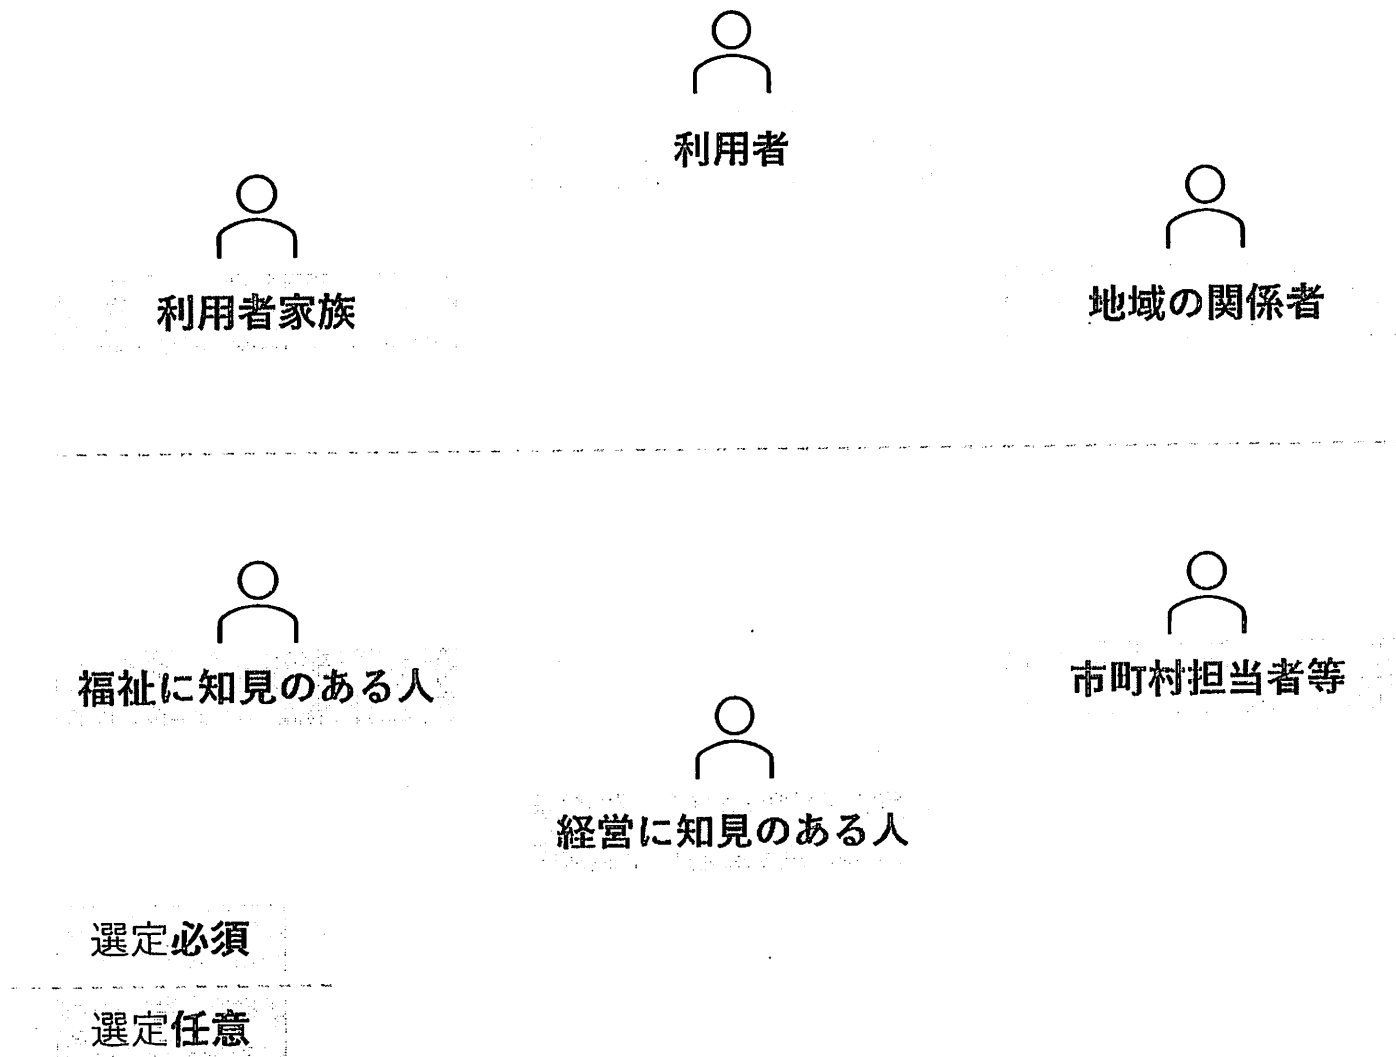 利用者
利用者家族
地域の関係者
福祉に知見のある人
市町村担当者等
経営に知見のある人
選定必須
選定任意